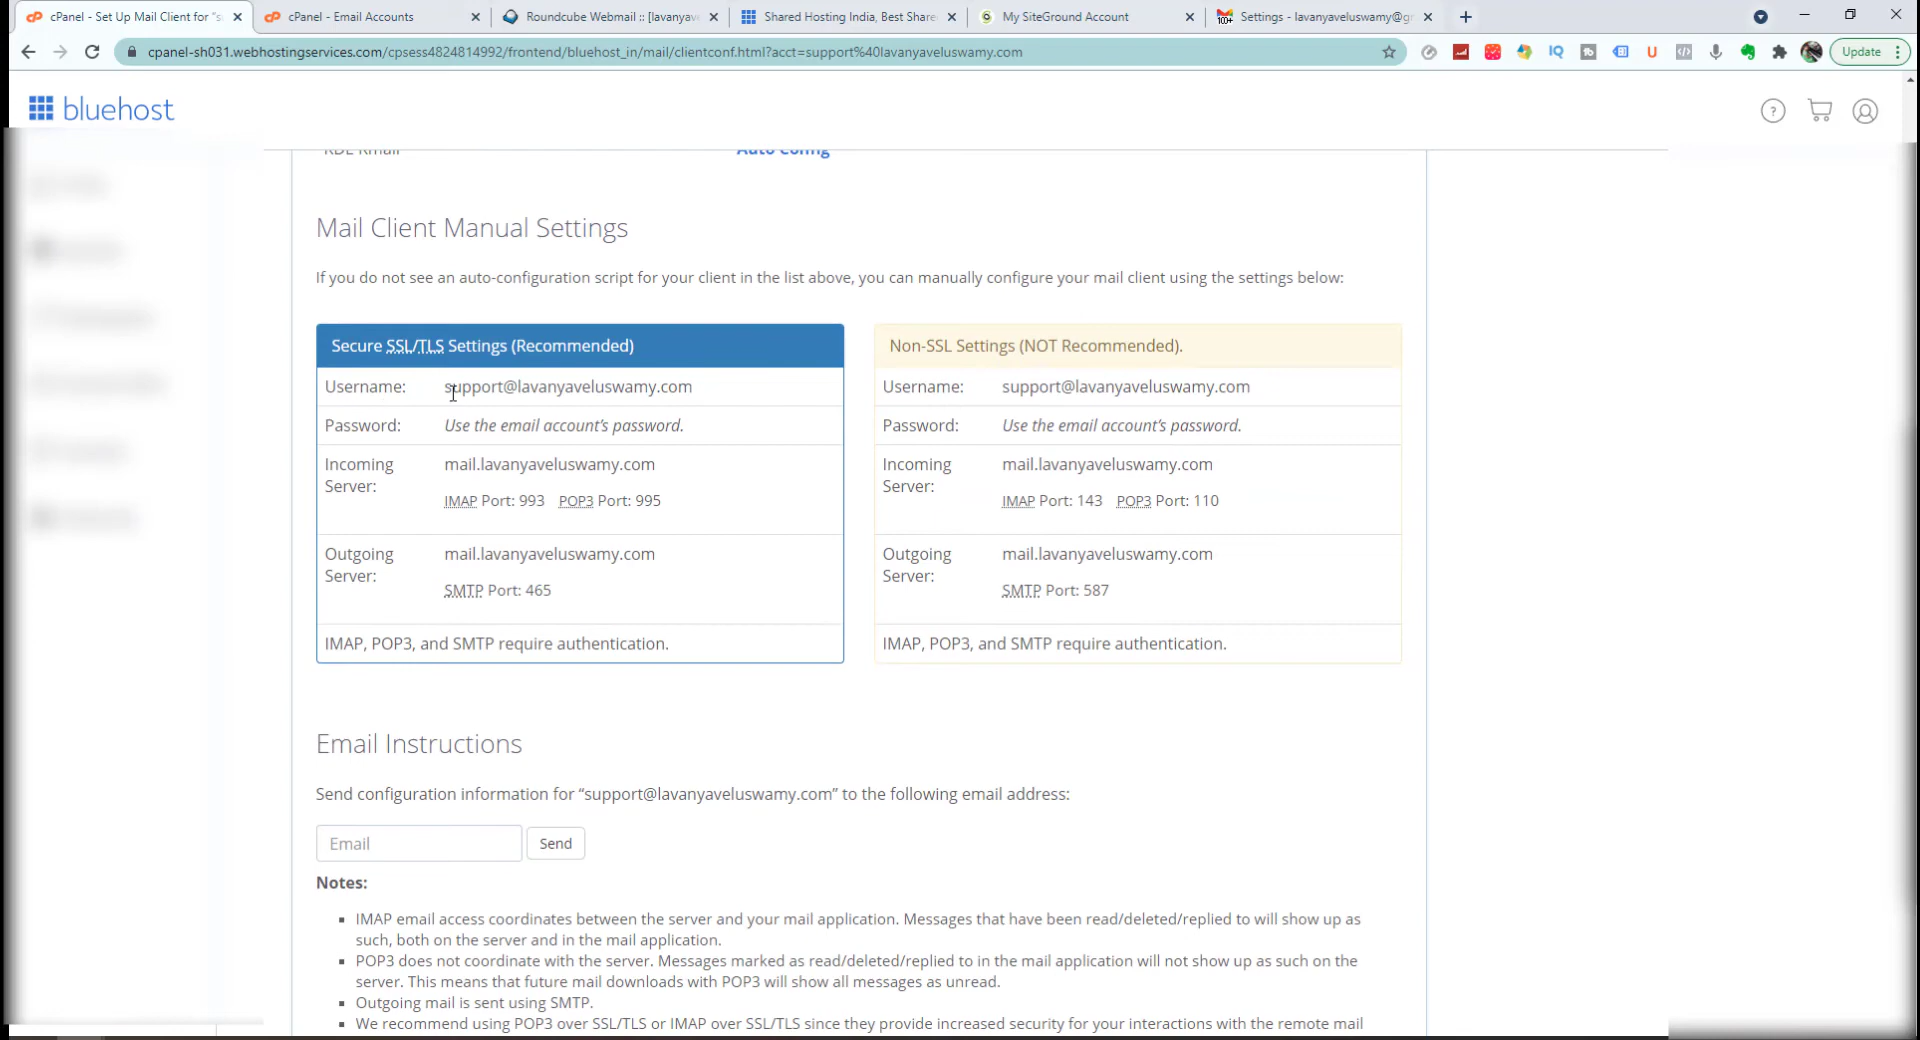 cPanel - Set Up Mail Client for "s
cPanel - Email Accounts
Roundcube Webmail :: [lavanyav
Shared Hosting India, Best Share
My SiteGround Account
100+
Settings - lavanyaveluswamy@g
cpanel-sh031.webhostingservices.com/cpsess4824814992/frontend/bluehost_in/mail/clientconf.html?acct=support%40lavanyaveluswamy.com
IQ
U
Update
bluehost
?
KDE Kmail
Auto Config
Mail Client Manual Settings
If you do not see an auto-configuration script for your client in the list above, you can manually configure your mail client using the settings below:
Secure SSL/TLS Settings (Recommended)
Username: support@lavanyaveluswamy.com
Password: Use the email account's password.
Incoming Server: mail.lavanyaveluswamy.com
IMAP Port: 993 POP3 Port: 995
Outgoing Server: mail.lavanyaveluswamy.com
SMTP Port: 465
IMAP, POP3, and SMTP require authentication.
Non-SSL Settings (NOT Recommended).
Username: support@lavanyaveluswamy.com
Password: Use the email account's password.
Incoming Server: mail.lavanyaveluswamy.com
IMAP Port: 143 POP3 Port: 110
Outgoing Server: mail.lavanyaveluswamy.com
SMTP Port: 587
IMAP, POP3, and SMTP require authentication.
Email Instructions
Send configuration information for “support@lavanyaveluswamy.com” to the following email address:
Email
Send
Notes:
IMAP email access coordinates between the server and your mail application. Messages that have been read/deleted/replied to will show up as
such, both on the server and in the mail application.
POP3 does not coordinate with the server. Messages marked as read/deleted/replied to in the mail application will not show up as such on the
server. This means that future mail downloads with POP3 will show all messages as unread.
Outgoing mail is sent using SMTP.
We recommend using POP3 over SSL/TLS or IMAP over SSL/TLS since they provide increased security for your interactions with the remote mail